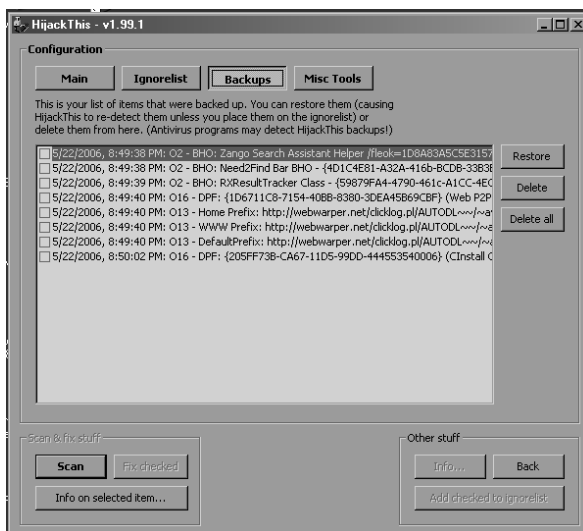 HijackThis - v1.99.1
Configuration
Main
Ignorelist
Backups
Misc Tools
This is your list of items that were backed up. You can restore them (causing
HijackThis to re-detect them unless you place them on the ignorelist) or
delete them from here. (Antivirus programs may detect HijackThis backups!)
5/22/2006, 8:49:38 PM: O2 - BHO: Zango Search Assistant Helper /fleok=1D8A83A5C5E3157
5/22/2006, 8:49:38 PM: O2 - BHO: Need2Find Bar BHO - {4D1C4E81-A32A-416b-BCDB-33B3E
5/22/2006, 8:49:39 PM: O2 - BHO: RXResultTracker Class - {59879FA4-4790-461c-A1CC-4EC
5/22/2006, 8:49:40 PM: O16 - DPF: {1D6711C8-7154-40BB-8380-3DEA45B69CBF} (Web P2P
5/22/2006, 8:49:40 PM: O13 - Home Prefix: http://webwarper.net/clicklog.pl/AUTODL~~/~av
5/22/2006, 8:49:40 PM: O13 - WWW Prefix: http://webwarper.net/clicklog.pl/AUTODL~~/~a
5/22/2006, 8:49:40 PM: O13 - DefaultPrefix: http://webwarper.net/clicklog.pl/AUTODL~~/~a
5/22/2006, 8:50:02 PM: O16 - DPF: {205FF73B-CA67-11D5-99DD-444553540006} (CInstall C
Restore
Delete
Delete all
Scan & fix stuff
Scan
Fix checked
Info on selected item...
Other stuff
Info...
Back
Add checked to ignorelist